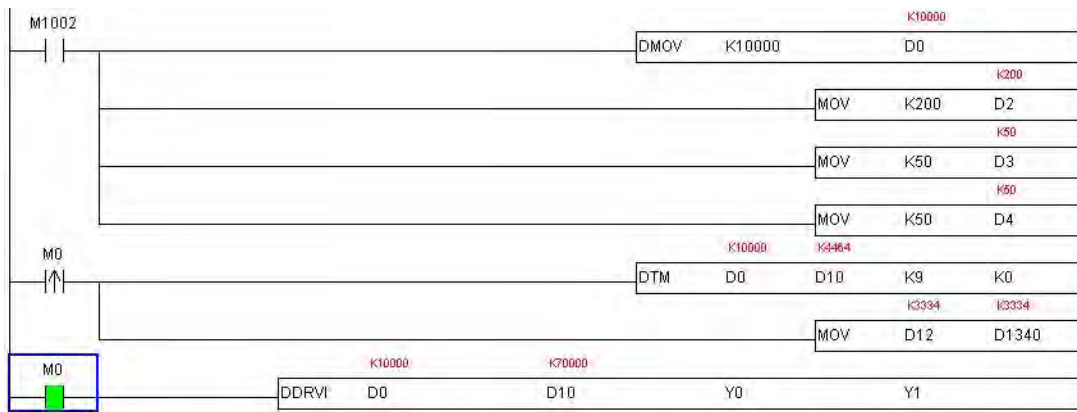 M1002
K10000
DMOV K10000 D0
K200
MOV K200 D2
K50
MOV K50 D3
K50
MOV K50 D4
M0
K10000 K4464
DTM D0 D10 K9 K0
K3334 K3334
MOV D12 D1340
M0
K10000 K70000
DDRVI D0 D10 Y0 Y1